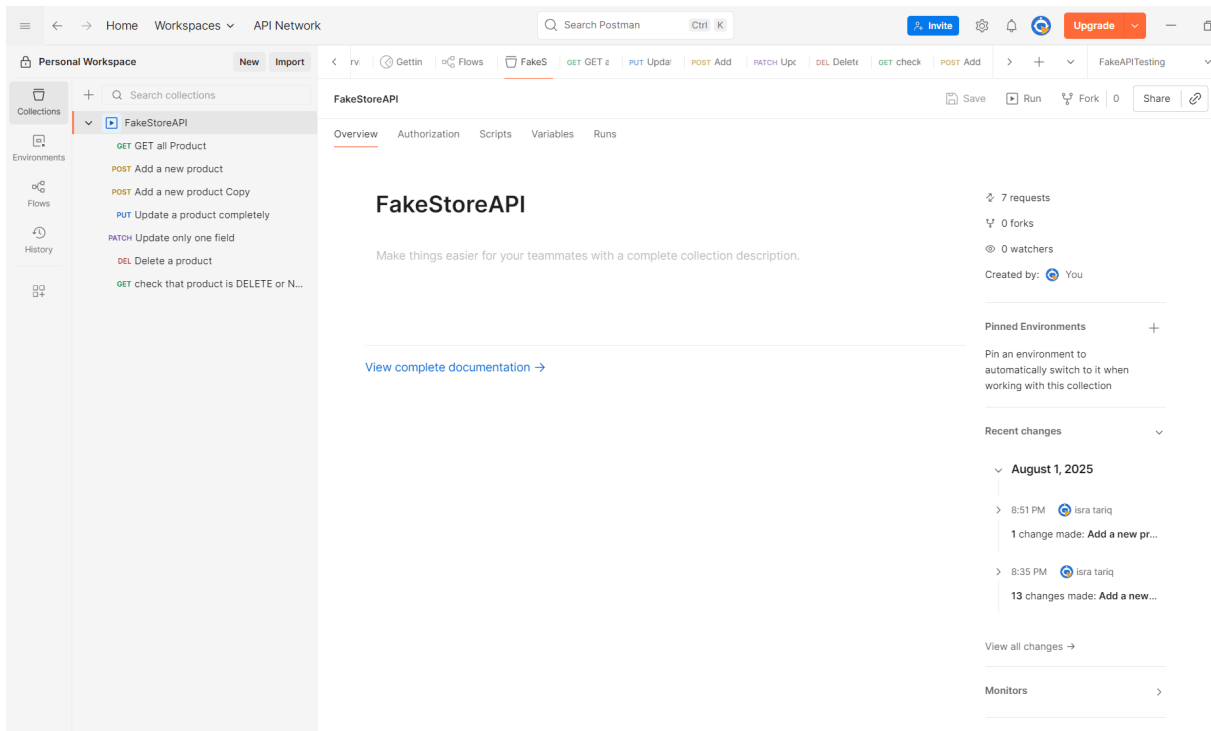 Home Workspaces API Network Search Postman Ctrl K Invite Upgrade
Personal Workspace New Import
Gettin Flows FakeS GET GET a PUT Updat POST Add PATCH Upc DEL Delete GET check POST Add FakeAPITesting
Collections
Environments
Flows
History
Search collections
FakeStoreAPI
GET GET all Product
POST Add a new product
POST Add a new product Copy
PUT Update a product completely
PATCH Update only one field
DEL Delete a product
GET check that product is DELETE or N...
FakeStoreAPI Save Run Fork 0 Share
Overview Authorization Scripts Variables Runs
FakeStoreAPI
Make things easier for your teammates with a complete collection description.
View complete documentation →
7 requests
0 forks
0 watchers
Created by: You
Pinned Environments
Pin an environment to
automatically switch to it when
working with this collection
Recent changes
August 1, 2025
8:51 PM isra tariq
1 change made: Add a new pr...
8:35 PM isra tariq
13 changes made: Add a new...
View all changes →
Monitors